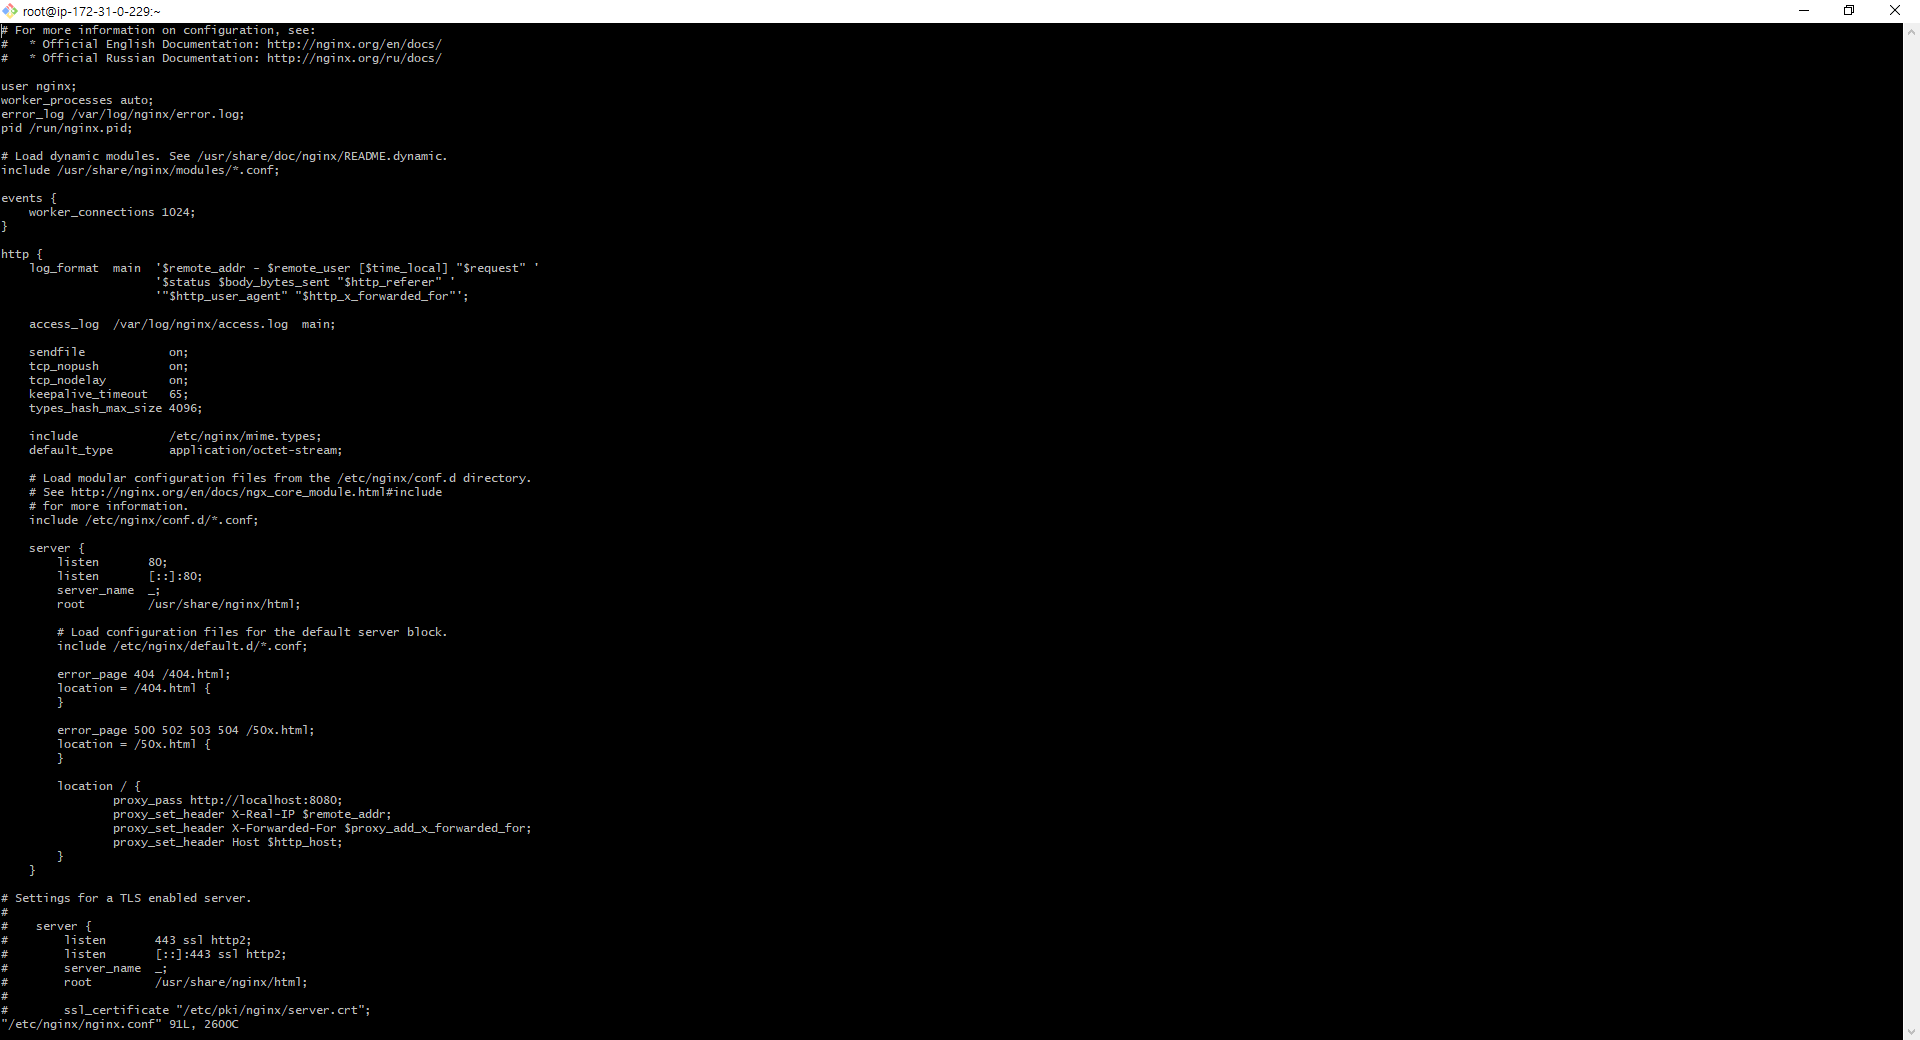 root@ip-172-31-0-229:~
# For more information on configuration, see:
#   * Official English Documentation: http://nginx.org/en/docs/
#   * Official Russian Documentation: http://nginx.org/ru/docs/

user nginx;
worker_processes auto;
error_log /var/log/nginx/error.log;
pid /run/nginx.pid;

# Load dynamic modules. See /usr/share/doc/nginx/README.dynamic.
include /usr/share/nginx/modules/*.conf;

events {
    worker_connections 1024;
}

http {
    log_format  main  '$remote_addr - $remote_user [$time_local] "$request" '
                      '$status $body_bytes_sent "$http_referer" '
                      '"$http_user_agent" "$http_x_forwarded_for"';

    access_log  /var/log/nginx/access.log  main;

    sendfile            on;
    tcp_nopush          on;
    tcp_nodelay         on;
    keepalive_timeout   65;
    types_hash_max_size 4096;

    include             /etc/nginx/mime.types;
    default_type        application/octet-stream;

    # Load modular configuration files from the /etc/nginx/conf.d directory.
    # See http://nginx.org/en/docs/ngx_core_module.html#include
    # for more information.
    include /etc/nginx/conf.d/*.conf;

    server {
        listen       80;
        listen       [::]:80;
        server_name  _;
        root         /usr/share/nginx/html;

        # Load configuration files for the default server block.
        include /etc/nginx/default.d/*.conf;

        error_page 404 /404.html;
        location = /404.html {
        }

        error_page 500 502 503 504 /50x.html;
        location = /50x.html {
        }

        location / {
                proxy_pass http://localhost:8080;
                proxy_set_header X-Real-IP $remote_addr;
                proxy_set_header X-Forwarded-For $proxy_add_x_forwarded_for;
                proxy_set_header Host $http_host;
        }
    }

# Settings for a TLS enabled server.
#
#    server {
#        listen       443 ssl http2;
#        listen       [::]:443 ssl http2;
#        server_name  _;
#        root         /usr/share/nginx/html;
#
#        ssl_certificate "/etc/pki/nginx/server.crt";
"/etc/nginx/nginx.conf" 91L, 2600C